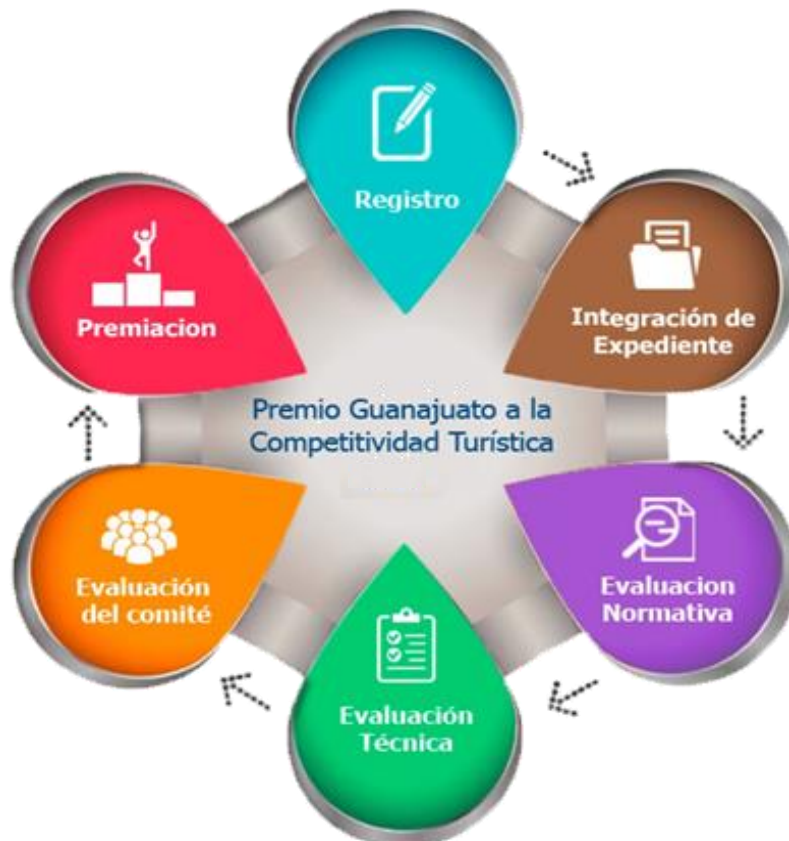 Registro
Integración de
Expediente
Evaluacion
Normativa
Evaluación
Técnica
Evaluación
del comité
Premiacion
Premio Guanajuato a la
Competitividad Turística